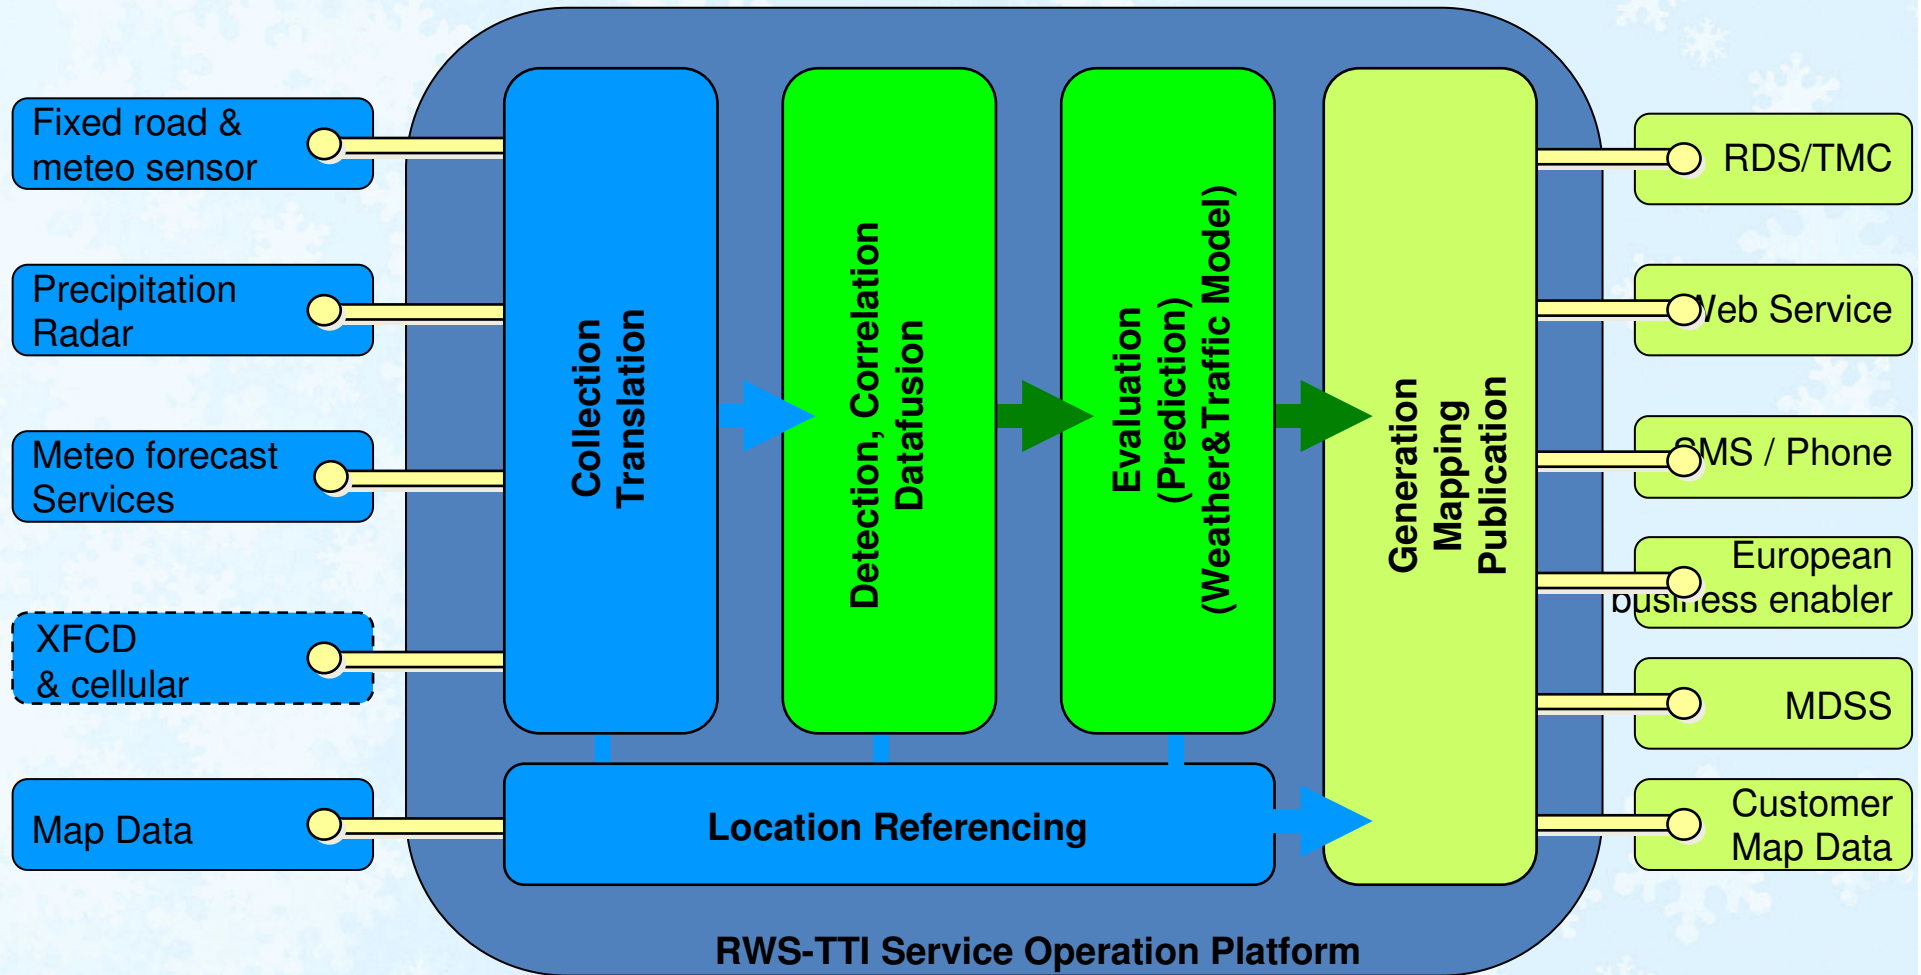 Fixed road &
meteo sensor
Precipitation
Radar
Meteo forecast
Services
XFCD
& cellular
Map Data
Collection
Translation
Detection, Correlation
Datafusion
Evaluation
(Prediction)
(Weather&Traffic Model)
Generation
Mapping
Publication
Location Referencing
RDS/TMC
Web Service
SMS / Phone
European
business enabler
MDSS
Customer
Map Data
RWS-TTI Service Operation Platform